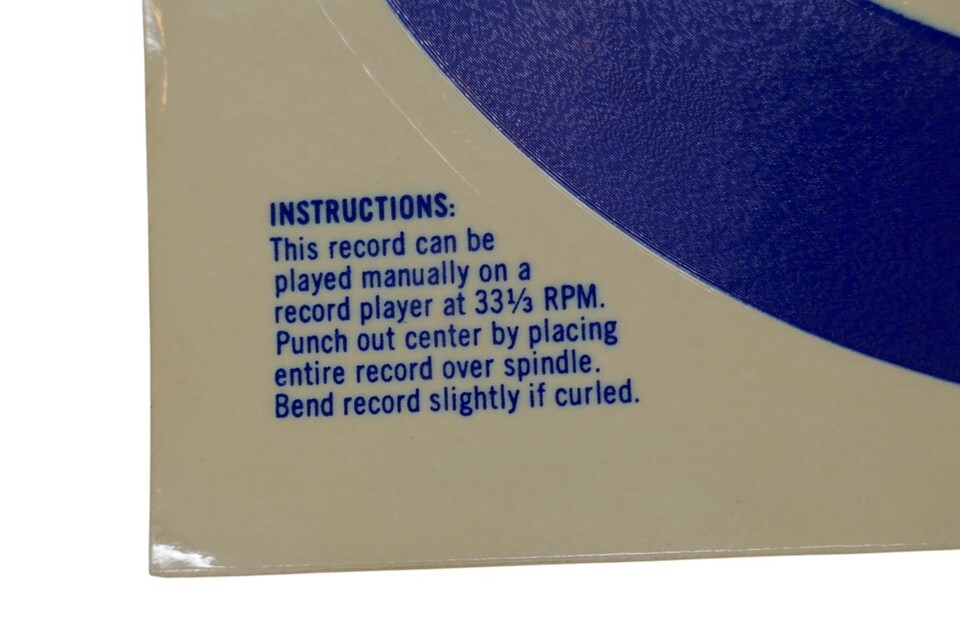 INSTRUCTIONS:
This record can be
played manually on a
record player at 33⅓ RPM.
Punch out center by placing
entire record over spindle.
Bend record slightly if curled.